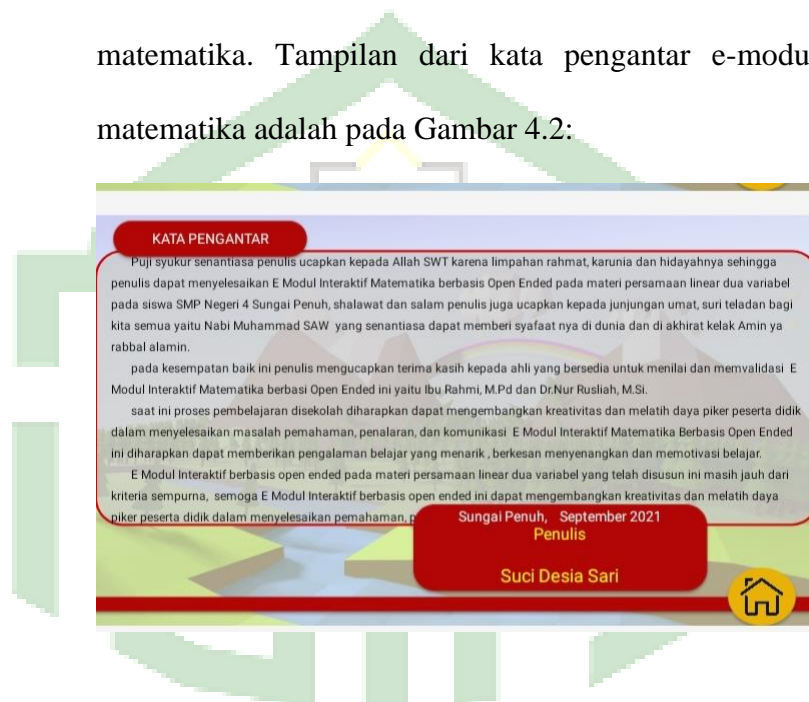 matematika. Tampilan dari kata pengantar e-modu
matematika adalah pada Gambar 4.2:
KATA PENGANTAR
Puji syukur senantiasa penulis ucapkan kepada Allah SWT karena limpahan rahmat, karunia dan hidayahnya sehingga
penulis dapat menyelesaikan E Modul Interaktif Matematika berbasis Open Ended pada materi persamaan linear dua variabel
pada siswa SMP Negeri 4 Sungai Penuh, shalawat dan salam penulis juga ucapkan kepada junjungan umat, suri teladan bagi
kita semua yaitu Nabi Muhammad SAW yang senantiasa dapat memberi syafaat nya di dunia dan di akhirat kelak Amin ya
rabbal alamin.
pada kesempatan baik ini penulis mengucapkan terima kasih kepada ahli yang bersedia untuk menilai dan memvalidasi E
Modul Interaktif Matematika berbasi Open Ended ini yaitu Ibu Rahmi, M.Pd dan Dr.Nur Rusliah, M.Si.
saat ini proses pembelajaran disekolah diharapkan dapat mengembangkan kreativitas dan melatih daya piker peserta didik
dalam menyelesaikan masalah pemahaman, penalaran, dan komunikasi E Modul Interaktif Matematika Berbasis Open Ended
ini diharapkan dapat memberikan pengalaman belajar yang menarik , berkesan menyenangkan dan memotivasi belajar.
E Modul Interaktif berbasis open ended pada materi persamaan linear dua variabel yang telah disusun ini masih jauh dari
kriteria sempurna, semoga E Modul Interaktif berbasis open ended ini dapat mengembangkan kreativitas dan melatih daya
piker peserta didik dalam menyelesaikan pemahaman, p
Sungai Penuh, September 2021
Penulis
Suci Desia Sari